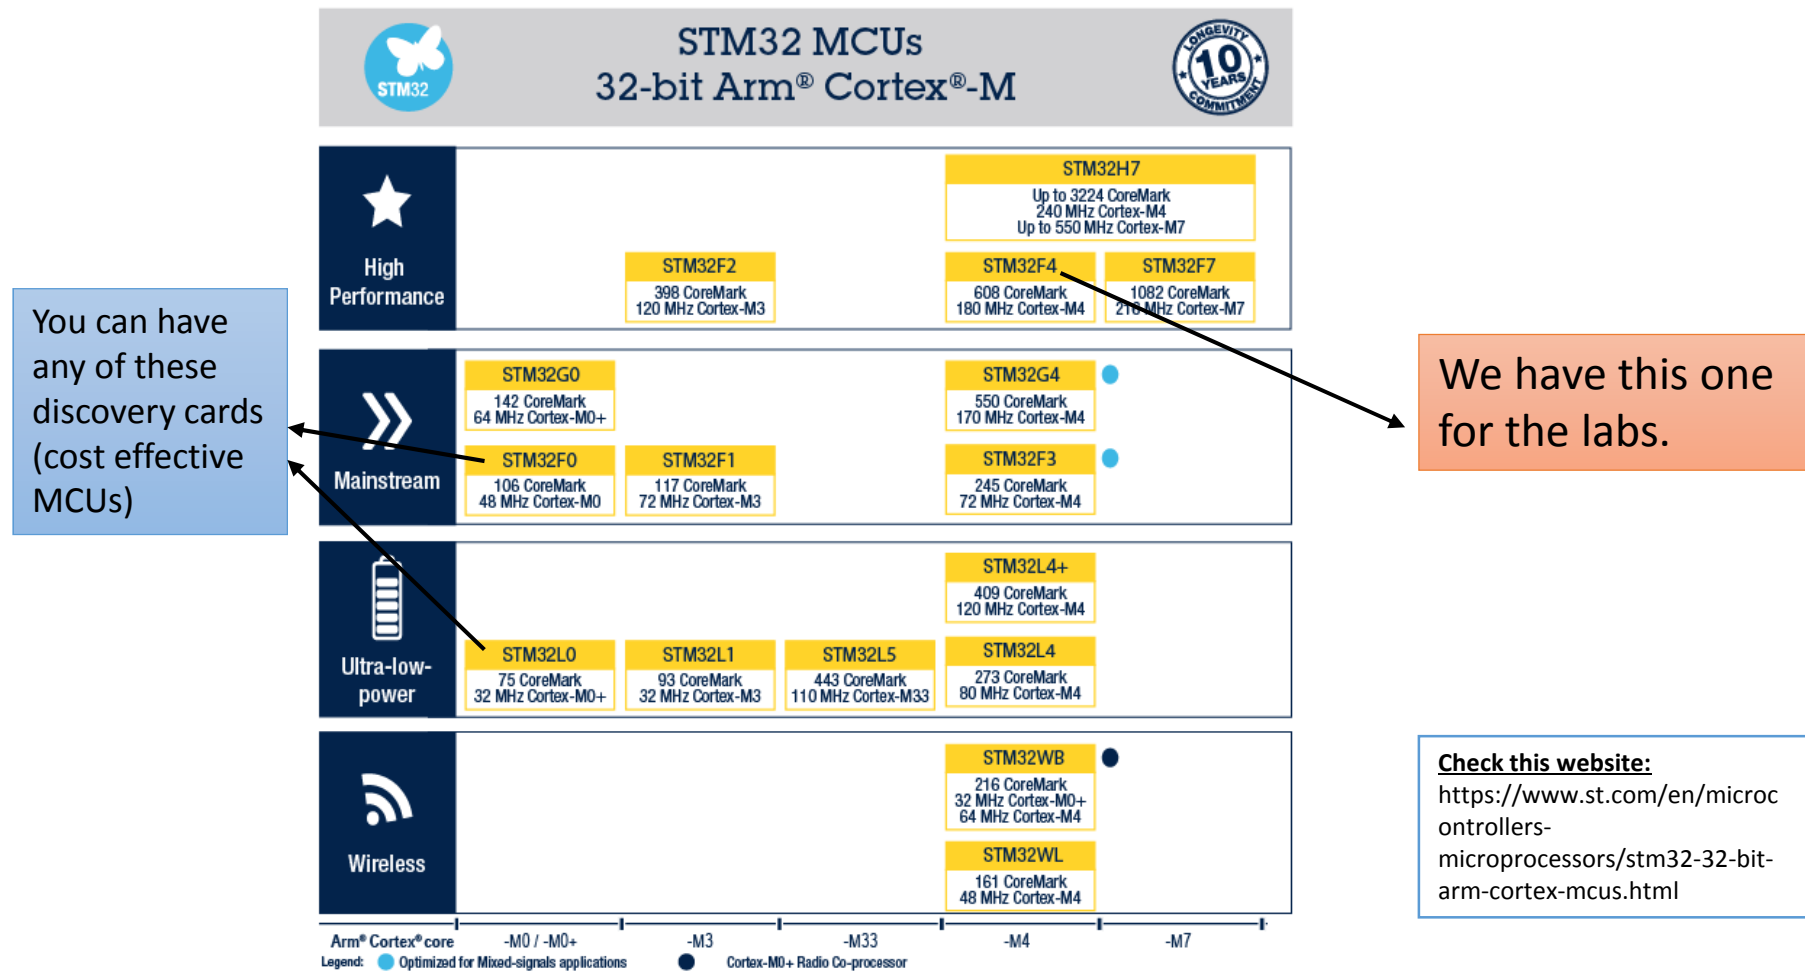 STM32
STM32 MCUs
32-bit Arm® Cortex®-M
LONGEVITY
10
YEARS
COMMITMENT
High
Performance
STM32H7
Up to 3224 CoreMark
240 MHz Cortex-M4
Up to 550 MHz Cortex-M7
STM32F2
398 CoreMark
120 MHz Cortex-M3
STM32F4
608 CoreMark
180 MHz Cortex-M4
STM32F7
1082 CoreMark
216 MHz Cortex-M7
You can have
any of these
discovery cards
(cost effective
MCUs)
We have this one
for the labs.
Mainstream
STM32G0
142 CoreMark
64 MHz Cortex-M0+
STM32G4
550 CoreMark
170 MHz Cortex-M4
STM32F0
106 CoreMark
48 MHz Cortex-M0
STM32F1
117 CoreMark
72 MHz Cortex-M3
STM32F3
245 CoreMark
72 MHz Cortex-M4
Ultra-low-
power
STM32L4+
409 CoreMark
120 MHz Cortex-M4
STM32L0
75 CoreMark
32 MHz Cortex-M0+
STM32L1
93 CoreMark
32 MHz Cortex-M3
STM32L5
443 CoreMark
110 MHz Cortex-M33
STM32L4
273 CoreMark
80 MHz Cortex-M4
Wireless
STM32WB
216 CoreMark
32 MHz Cortex-M0+
64 MHz Cortex-M4
STM32WL
161 CoreMark
48 MHz Cortex-M4
Check this website:
https://www.st.com/en/microc
ontrollers-
microprocessors/stm32-32-bit-
arm-cortex-mcus.html
Arm® Cortex® core -M0 / -M0+ -M3 -M33 -M4 -M7
Legend: Optimized for Mixed-signals applications Cortex-M0+ Radio Co-processor